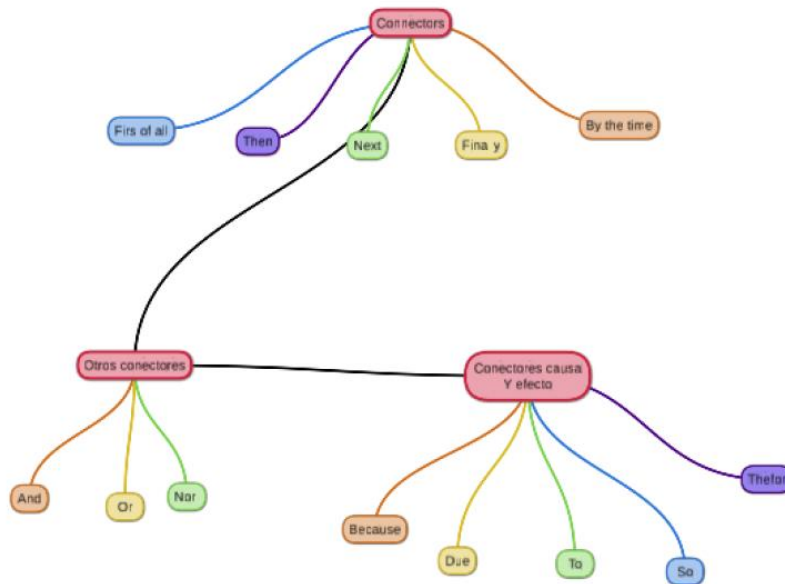 Connectors
Firs of all
Then
Next
Fina y
By the time
Otros conectores
Conectores causa
Y efecto
And
Or
Nor
Because
Due
To
So
Thefor